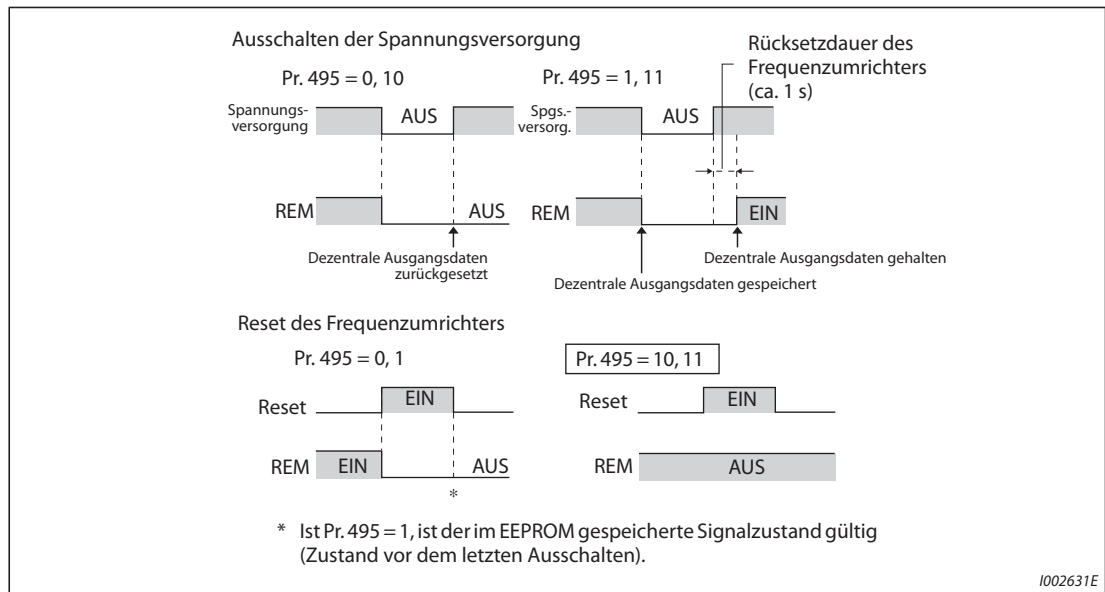 Ausschalten der Spannungsversorgung
Pr. 495 = 0, 10
Spannungs-
versorgung
AUS
REM
AUS
Dezentrale Ausgangsdaten
zurückgesetzt
Pr. 495 = 1, 11
Rücksetzdauer des
Frequenzumrichters
(ca. 1 s)
Spgs.-
versorg.
AUS
REM
EIN
Dezentrale Ausgangsdaten gehalten
Dezentrale Ausgangsdaten gespeichert
Reset des Frequenzumrichters
Pr. 495 = 0, 1
Reset
EIN
REM
EIN
AUS
*
Pr. 495 = 10, 11
Reset
EIN
REM
AUS
* Ist Pr. 495 = 1, ist der im EEPROM gespeicherte Signalzustand gültig
(Zustand vor dem letzten Ausschalten).
I002631E